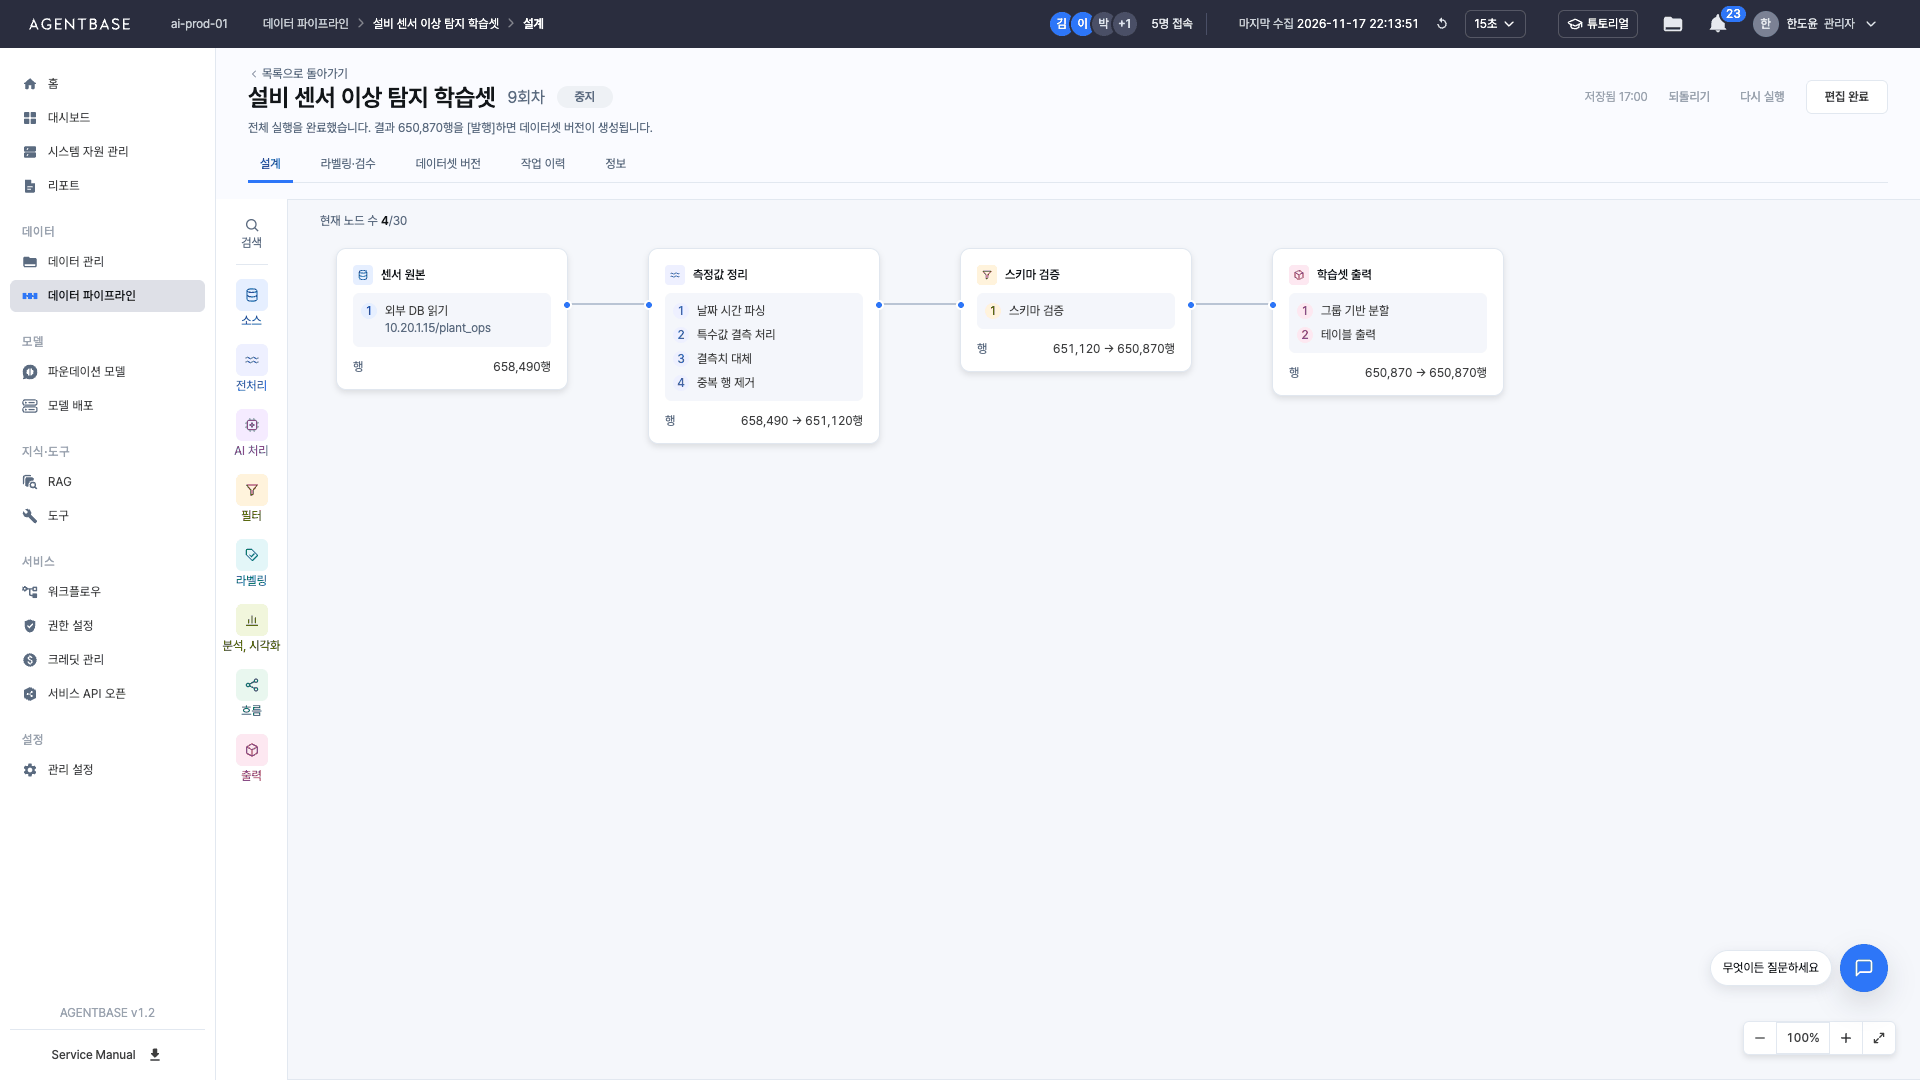 AGENTBASE
ai-prod-01
데이터 파이프라인 > 설비 센서 이상 탐지 학습셋 > 설계
김 이 박 +1 5명 접속
마지막 수집 2026-11-17 22:13:51
15초
튜토리얼
23
한 한도윤 관리자
홈
대시보드
시스템 자원 관리
리포트
데이터
데이터 관리
데이터 파이프라인
모델
파운데이션 모델
모델 배포
지식·도구
RAG
도구
서비스
워크플로우
권한 설정
크레딧 관리
서비스 API 오픈
설정
관리 설정
AGENTBASE v1.2
Service Manual
목록으로 돌아가기
설비 센서 이상 탐지 학습셋 9회차 중지
저장됨 17:00 되돌리기 다시 실행 편집 완료
전체 실행을 완료했습니다. 결과 650,870행을 [발행]하면 데이터셋 버전이 생성됩니다.
설계 라벨링·검수 데이터셋 버전 작업 이력 정보
검색
소스
전처리
AI 처리
필터
라벨링
분석, 시각화
흐름
출력
현재 노드 수 4/30
센서 원본
1 외부 DB 읽기
10.20.1.15/plant_ops
행 658,490행
측정값 정리
1 날짜 시간 파싱
2 특수값 결측 처리
3 결측치 대체
4 중복 행 제거
행 658,490 → 651,120행
스키마 검증
1 스키마 검증
행 651,120 → 650,870행
학습셋 출력
1 그룹 기반 분할
2 테이블 출력
행 650,870 → 650,870행
무엇이든 질문하세요
100%